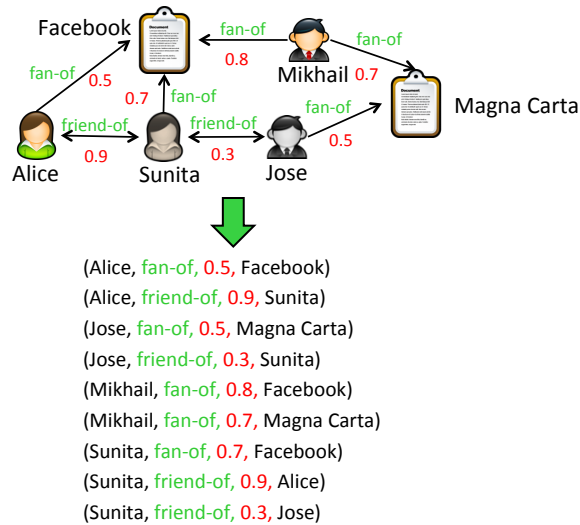 Facebook
fan-of
fan-of
0.5
0.8
Mikhail
0.7
0.7
fan-of
fan-of
Magna Carta
friend-of
friend-of
0.5
0.9
0.3
Alice
Sunita
Jose
(Alice, fan-of, 0.5, Facebook)
(Alice, friend-of, 0.9, Sunita)
(Jose, fan-of, 0.5, Magna Carta)
(Jose, friend-of, 0.3, Sunita)
(Mikhail, fan-of, 0.8, Facebook)
(Mikhail, fan-of, 0.7, Magna Carta)
(Sunita, fan-of, 0.7, Facebook)
(Sunita, friend-of, 0.9, Alice)
(Sunita, friend-of, 0.3, Jose)